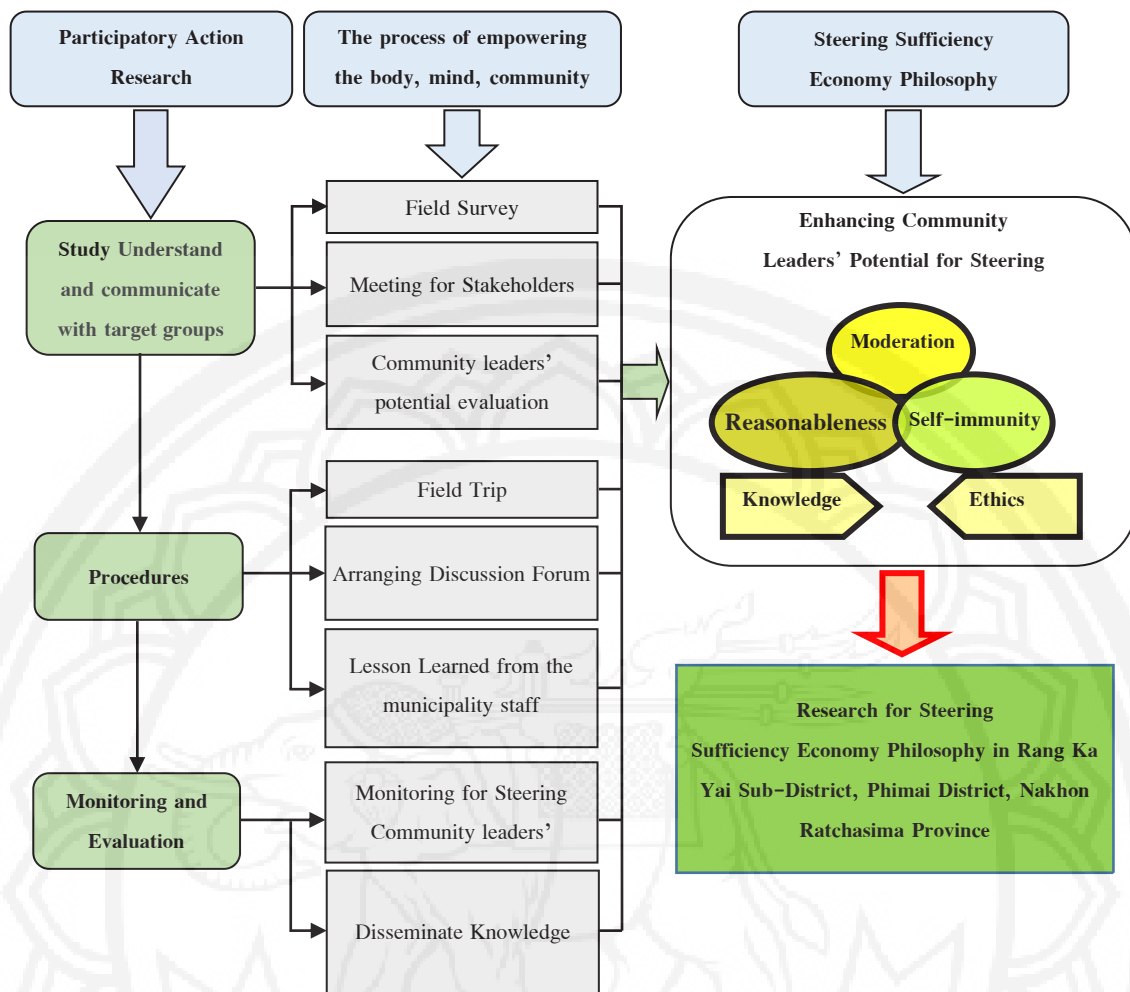 Participatory Action
Research
The process of empowering
the body, mind, community
Steering Sufficiency
Economy Philosophy
Study Understand
and communicate
with target groups
Field Survey
Meeting for Stakeholders
Community leaders’
potential evaluation
Procedures
Field Trip
Arranging Discussion Forum
Lesson Learned from the
municipality staff
Monitoring and
Evaluation
Monitoring for Steering
Community leaders’
Disseminate Knowledge
Enhancing Community
Leaders’ Potential for Steering
Moderation
Reasonableness
Self-immunity
Knowledge
Ethics
Research for Steering
Sufficiency Economy Philosophy in Rang Ka
Yai Sub-District, Phimai District, Nakhon
Ratchasima Province